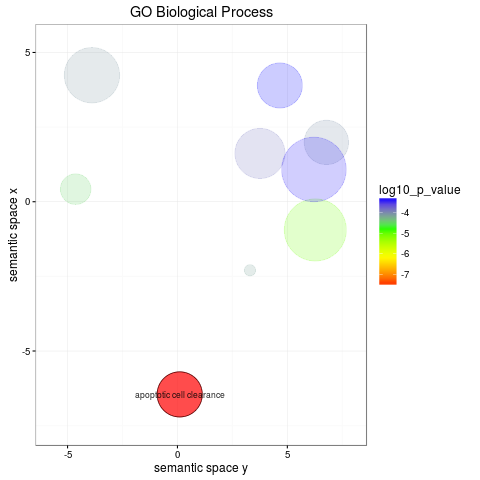 GO Biological Process
5
0
-5
semantic space x
apoptotic cell clearance
-5
0
5
semantic space y
log10_p_value
-4
-5
-6
-7